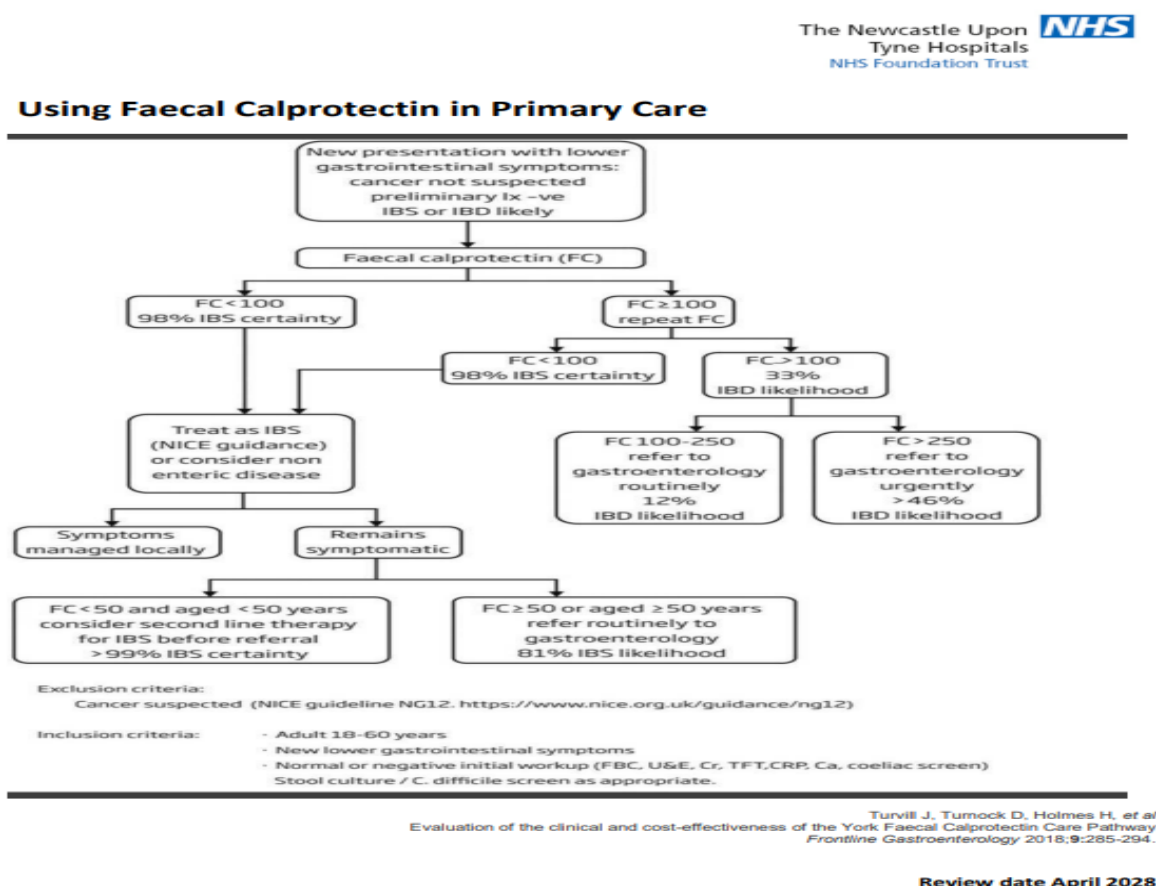 The Newcastle Upon
Tyne Hospitals
NHS Foundation Trust
NHS
Using Faecal Calprotectin in Primary Care
New presentation with lower
gastrointestinal symptoms:
cancer not suspected
preliminary Ix –ve
IBS or IBD likely
Faecal calprotectin (FC)
FC<100
98% IBS certainty
FC≥100
repeat FC
FC<100
98% IBS certainty
FC>100
33%
IBD likelihood
Treat as IBS
(NICE guidance)
or consider non
enteric disease
FC 100-250
refer to
gastroenterology
routinely
12%
IBD likelihood
FC>250
refer to
gastroenterology
urgently
>46%
IBD likelihood
Symptoms
managed locally
Remains
symptomatic
FC<50 and aged <50 years
consider second line therapy
for IBS before referral
>99% IBS certainty
FC≥50 or aged ≥50 years
refer routinely to
gastroenterology
81% IBS likelihood
Exclusion criteria:
Cancer suspected (NICE guideline NG12. https://www.nice.org.uk/guidance/ng12)
Inclusion criteria: - Adult 18-60 years
- New lower gastrointestinal symptoms
- Normal or negative initial workup (FBC, U&E, Cr, TFT,CRP, Ca, coeliac screen)
Stool culture / C. difficile screen as appropriate.
Turvill J, Turnock D, Holmes H, et al
Evaluation of the clinical and cost-effectiveness of the York Faecal Calprotectin Care Pathway
Frontline Gastroenterology 2018;9:285-294.
Review date April 2028